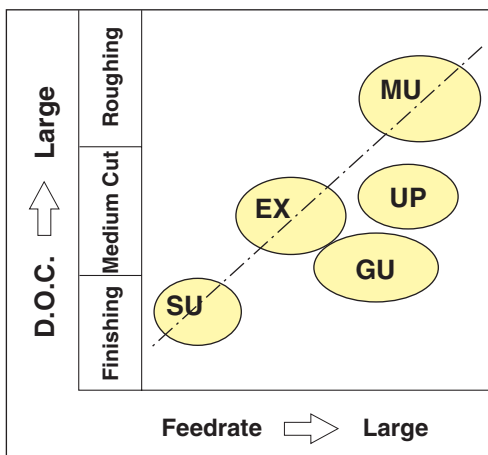 D.O.C. Large
Roughing
Medium Cut
Finishing
MU
UP
EX
GU
SU
Feedrate Large